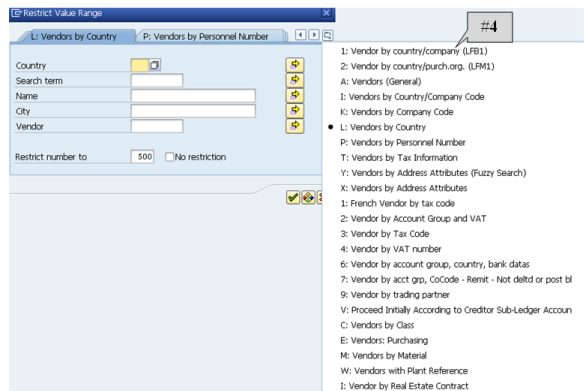 Restrict Value Range
L: Vendors by Country
P: Vendors by Personnel Number
Country
Search term
Name
City
Vendor
Restrict number to 500 No restriction
#4
1: Vendor by country/company (LFB1)
2: Vendor by country/purch.org. (LFM1)
A: Vendors (General)
I: Vendors by Country/Company Code
K: Vendors by Company Code
L: Vendors by Country
P: Vendors by Personnel Number
T: Vendors by Tax Information
Y: Vendors by Address Attributes (Fuzzy Search)
X: Vendors by Address Attributes
1: French Vendor by tax code
2: Vendor by Account Group and VAT
3: Vendor by Tax Code
4: Vendor by VAT number
6: Vendor by account group, country, bank datas
7: Vendor by acct grp, CoCode - Remit - Not deltd or post bl
9: Vendor by trading partner
V: Proceed Initially According to Creditor Sub-Ledger Accoun
C: Vendors by Class
E: Vendors: Purchasing
M: Vendors by Material
W: Vendors with Plant Reference
I: Vendor by Real Estate Contract